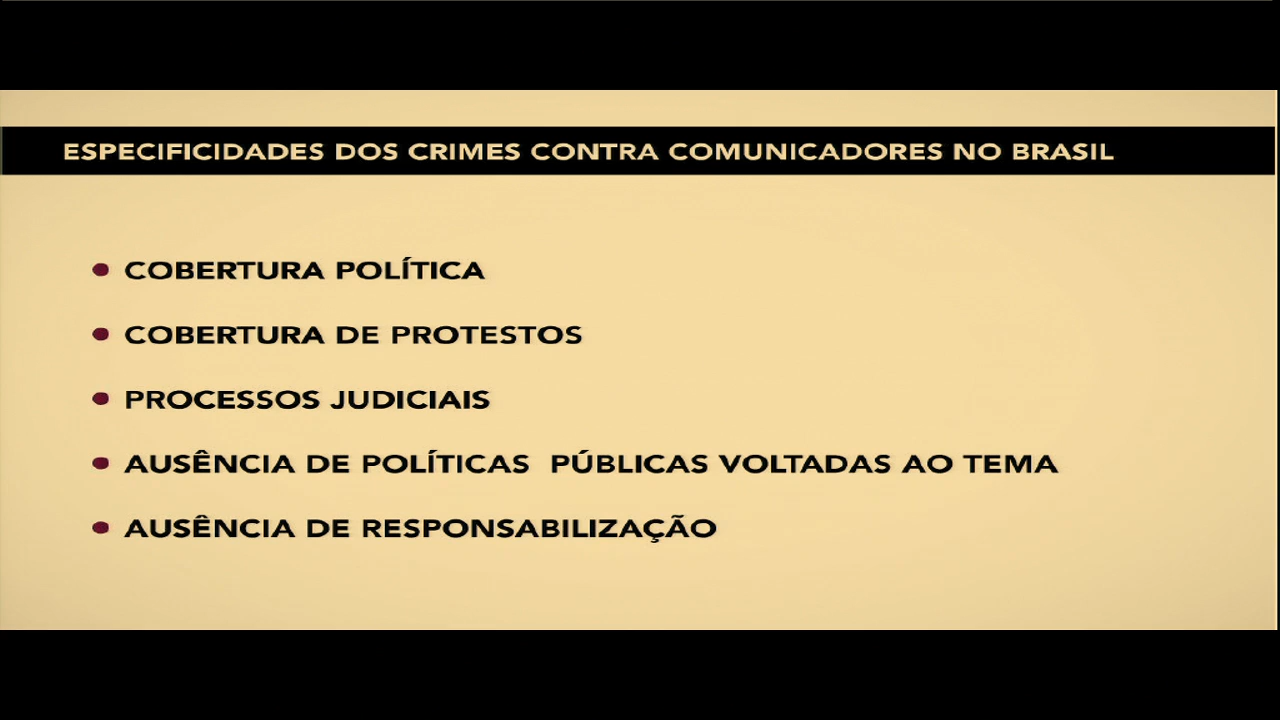 ESPECIFICIDADES DOS CRIMES CONTRA COMUNICADORES NO BRASIL
COBERTURA POLÍTICA
COBERTURA DE PROTESTOS
PROCESSOS JUDICIAIS
AUSÊNCIA DE POLÍTICAS PÚBLICAS VOLTADAS AO TEMA
AUSÊNCIA DE RESPONSABILIZAÇÃO